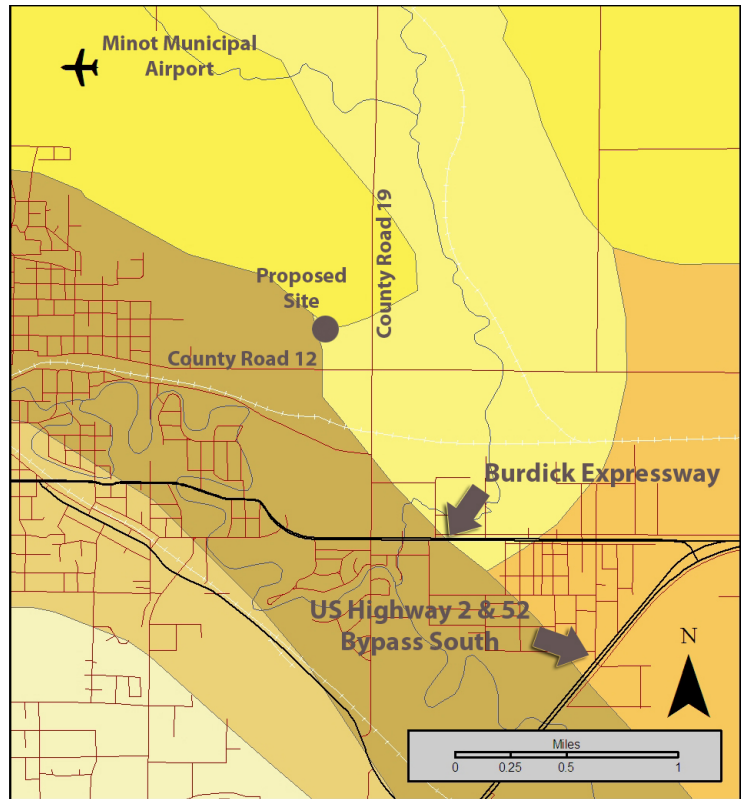 Minot Municipal
Airport
County Road 19
Proposed
Site
County Road 12
Burdick Expressway
US Highway 2 & 52
Bypass South
N
Miles
0 0.25 0.5 1